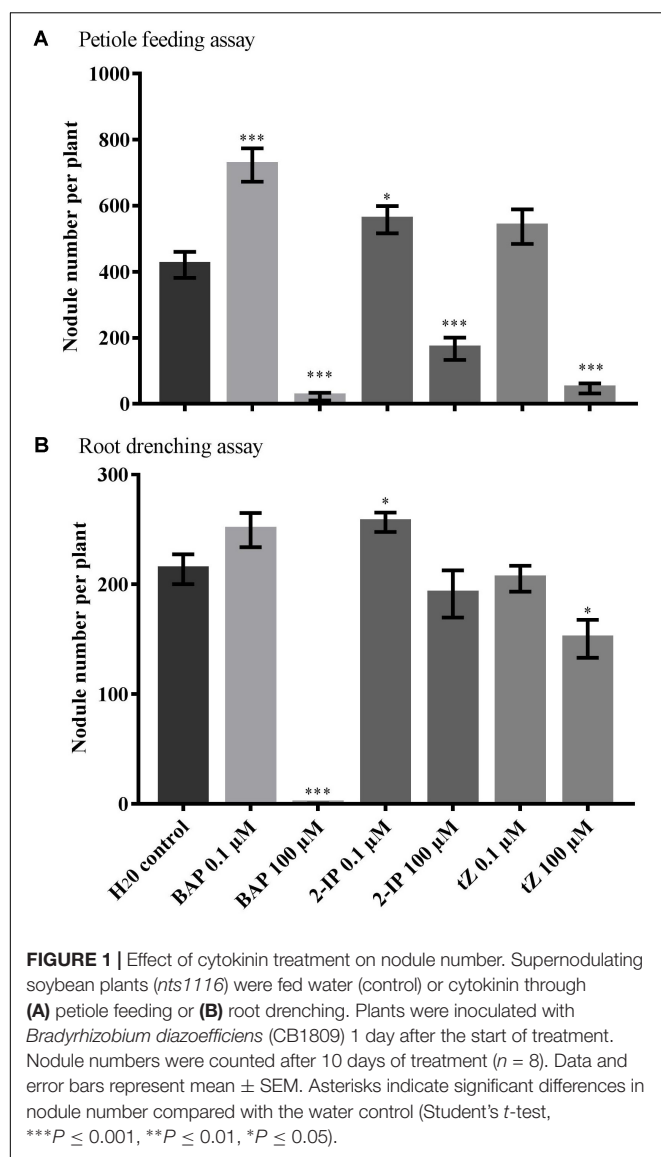 A Petiole feeding assay
1000
800
600
400
200
0
Nodule number per plant
***
***
*
***
***
B Root drenching assay
300
200
100
0
Nodule number per plant
***
*
*
H20 control
BAP 0.1 µM
BAP 100 µM
2-IP 0.1 µM
2-IP 100 µM
tZ 0.1 µM
tZ 100 µM
FIGURE 1 | Effect of cytokinin treatment on nodule number. Supernodulating
soybean plants (nts1116) were fed water (control) or cytokinin through
(A) petiole feeding or (B) root drenching. Plants were inoculated with
Bradyrhizobium diazoefficiens (CB1809) 1 day after the start of treatment.
Nodule numbers were counted after 10 days of treatment (n = 8). Data and
error bars represent mean ± SEM. Asterisks indicate significant differences in
nodule number compared with the water control (Student's t-test,
***P ≤ 0.001, **P ≤ 0.01, *P ≤ 0.05).